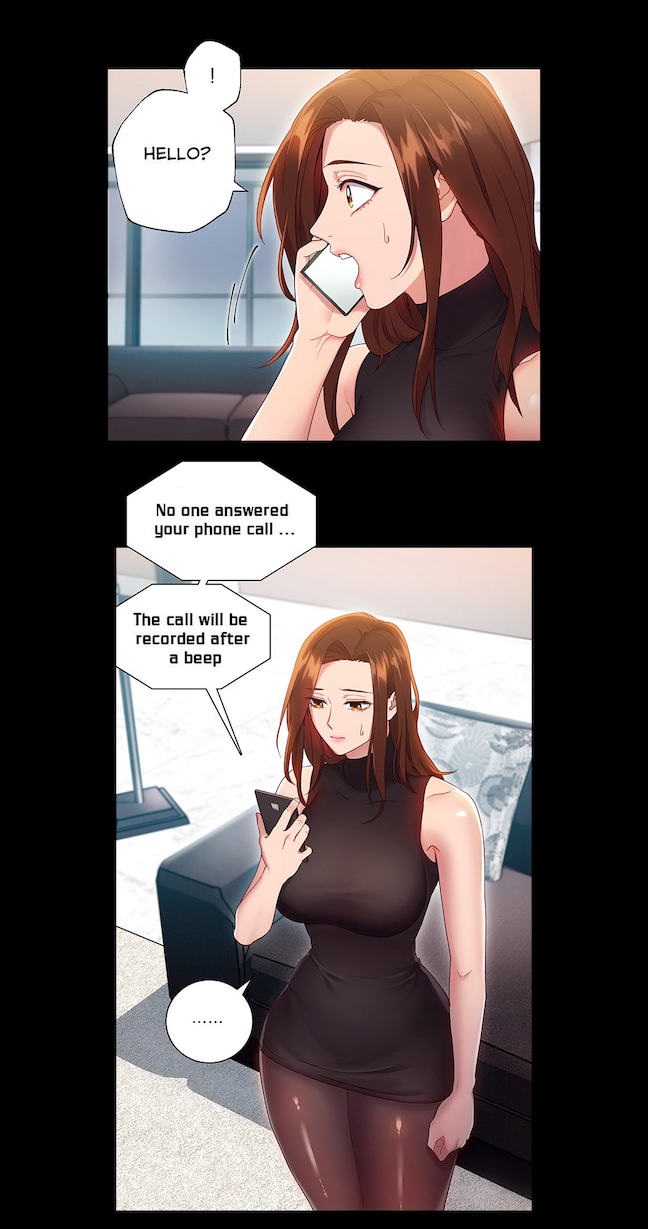 !
HELLO?
No one answered
your phone call ...
The call will be
recorded after
a beep
......